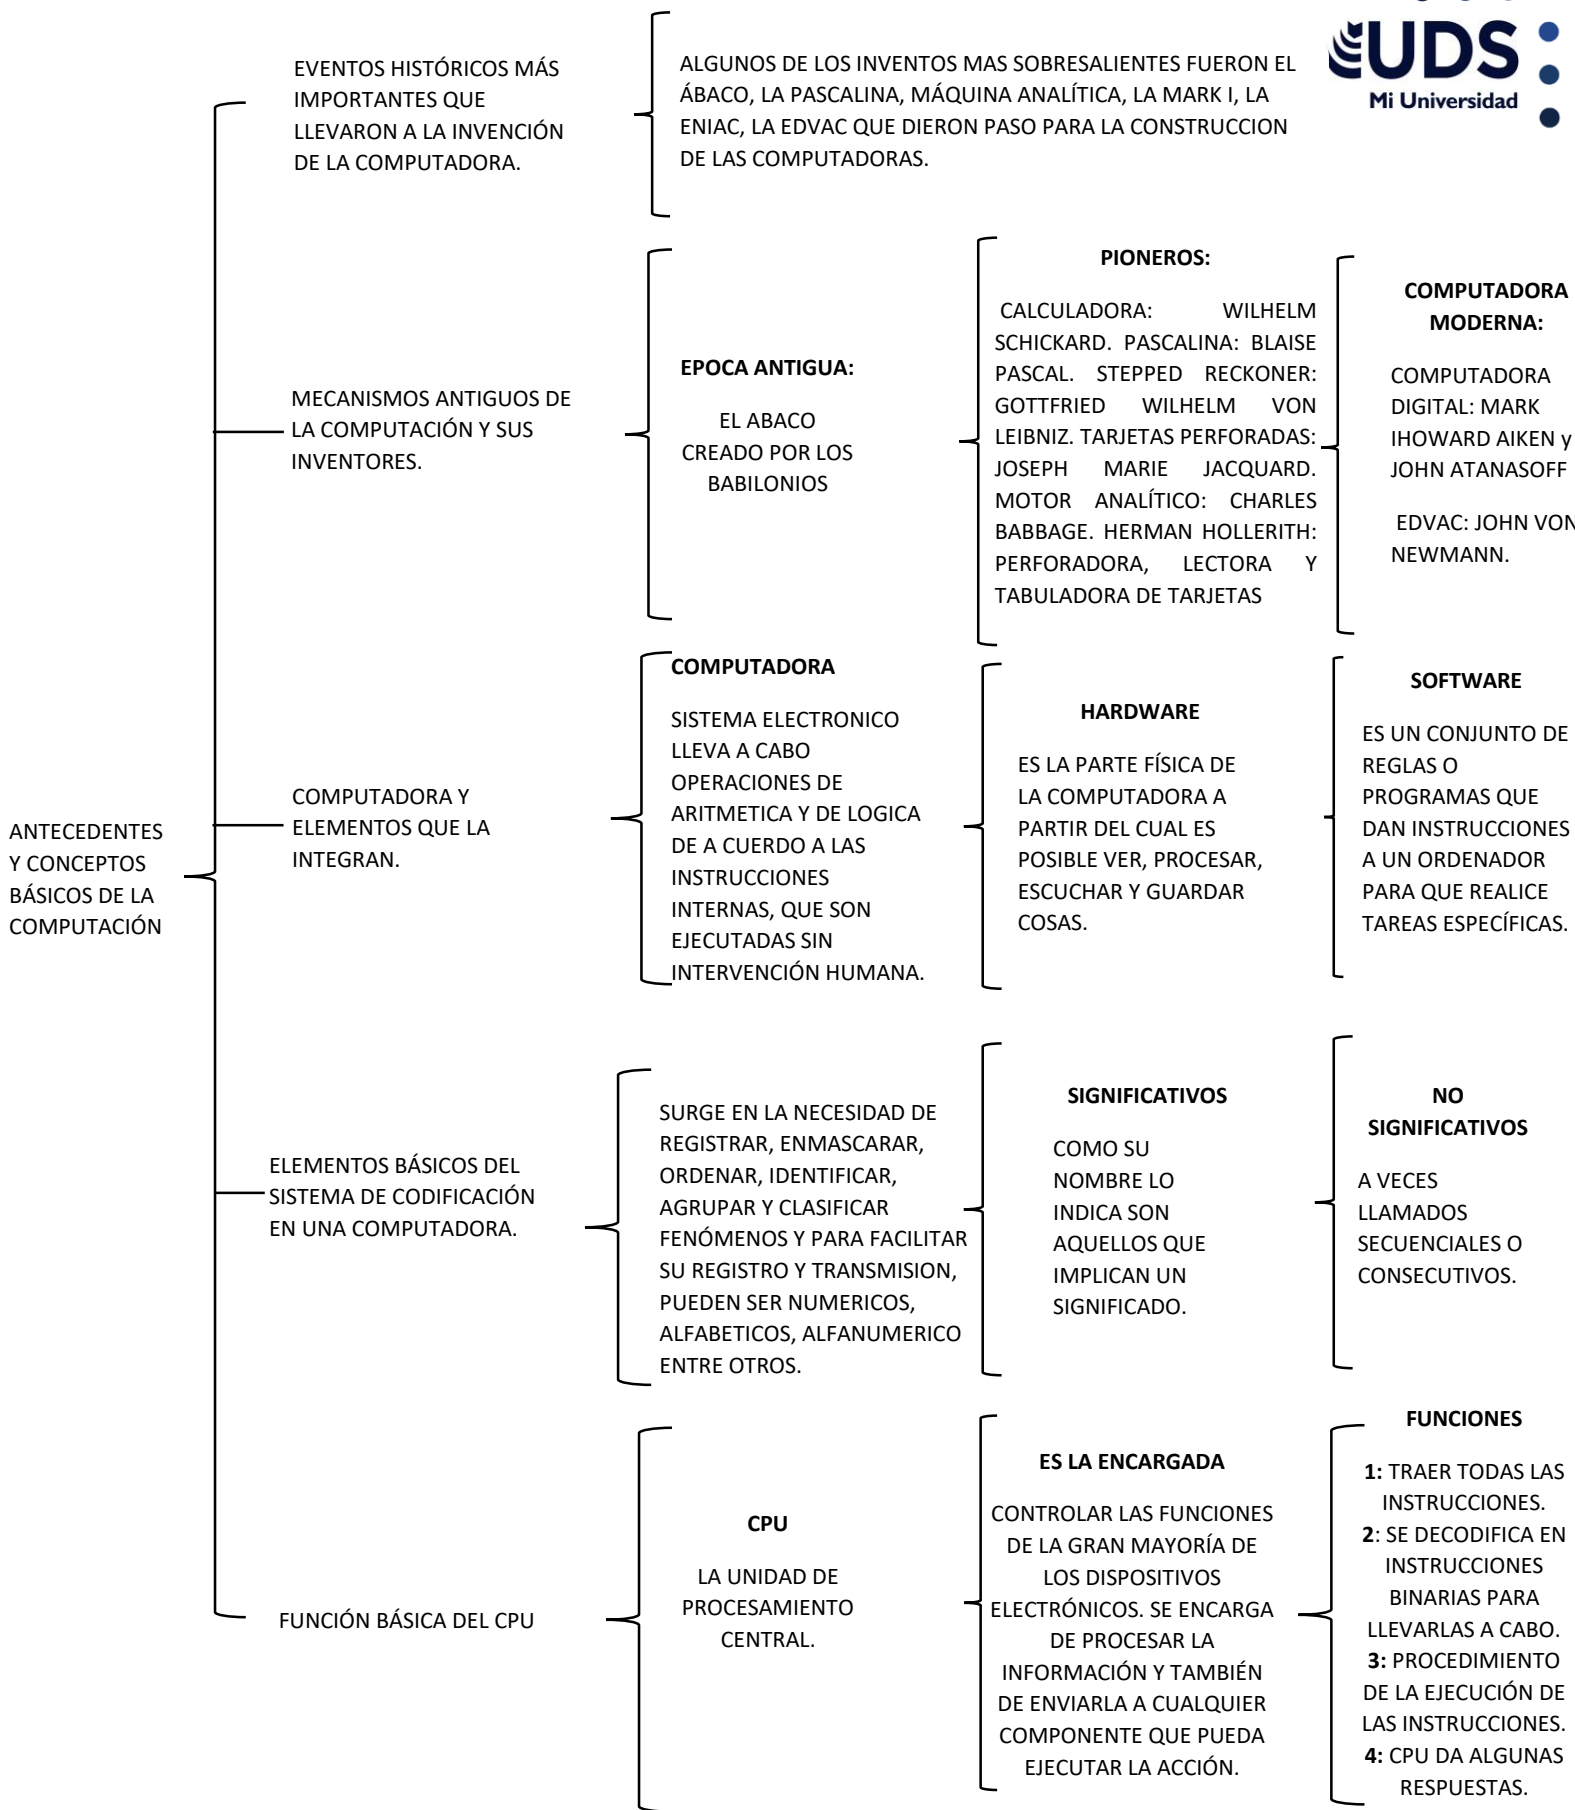 UDS
Mi Universidad
EVENTOS HISTÓRICOS MÁS
IMPORTANTES QUE
LLEVARON A LA INVENCIÓN
DE LA COMPUTADORA.
ALGUNOS DE LOS INVENTOS MAS SOBRESALIENTES FUERON EL
ÁBACO, LA PASCALINA, MÁQUINA ANALÍTICA, LA MARK I, LA
ENIAC, LA EDVAC QUE DIERON PASO PARA LA CONSTRUCCION
DE LAS COMPUTADORAS.
MECANISMOS ANTIGUOS DE
LA COMPUTACIÓN Y SUS
INVENTORES.
EPOCA ANTIGUA:
EL ABACO
CREADO POR LOS
BABILONIOS
PIONEROS:
CALCULADORA: WILHELM
SCHICKARD. PASCALINA: BLAISE
PASCAL. STEPPED RECKONER:
GOTTFRIED WILHELM VON
LEIBNIZ. TARJETAS PERFORADAS:
JOSEPH MARIE JACQUARD.
MOTOR ANALÍTICO: CHARLES
BABBAGE. HERMAN HOLLERITH:
PERFORADORA, LECTORA Y
TABULADORA DE TARJETAS
COMPUTADORA
MODERNA:
COMPUTADORA
DIGITAL: MARK
IHOWARD AIKEN y
JOHN ATANASOFF
EDVAC: JOHN VON
NEWMANN.
ANTECEDENTES
Y CONCEPTOS
BÁSICOS DE LA
COMPUTACIÓN
COMPUTADORA Y
ELEMENTOS QUE LA
INTEGRAN.
COMPUTADORA
SISTEMA ELECTRONICO
LLEVA A CABO
OPERACIONES DE
ARITMETICA Y DE LOGICA
DE A CUERDO A LAS
INSTRUCCIONES
INTERNAS, QUE SON
EJECUTADAS SIN
INTERVENCIÓN HUMANA.
HARDWARE
ES LA PARTE FÍSICA DE
LA COMPUTADORA A
PARTIR DEL CUAL ES
POSIBLE VER, PROCESAR,
ESCUCHAR Y GUARDAR
COSAS.
SOFTWARE
ES UN CONJUNTO DE
REGLAS O
PROGRAMAS QUE
DAN INSTRUCCIONES
A UN ORDENADOR
PARA QUE REALICE
TAREAS ESPECÍFICAS.
ELEMENTOS BÁSICOS DEL
SISTEMA DE CODIFICACIÓN
EN UNA COMPUTADORA.
SURGE EN LA NECESIDAD DE
REGISTRAR, ENMASCARAR,
ORDENAR, IDENTIFICAR,
AGRUPAR Y CLASIFICAR
FENÓMENOS Y PARA FACILITAR
SU REGISTRO Y TRANSMISION,
PUEDEN SER NUMERICOS,
ALFABETICOS, ALFANUMERICO
ENTRE OTROS.
SIGNIFICATIVOS
COMO SU
NOMBRE LO
INDICA SON
AQUELLOS QUE
IMPLICAN UN
SIGNIFICADO.
NO
SIGNIFICATIVOS
A VECES
LLAMADOS
SECUENCIALES O
CONSECUTIVOS.
FUNCIÓN BÁSICA DEL CPU
CPU
LA UNIDAD DE
PROCESAMIENTO
CENTRAL.
ES LA ENCARGADA
CONTROLAR LAS FUNCIONES
DE LA GRAN MAYORÍA DE
LOS DISPOSITIVOS
ELECTRÓNICOS. SE ENCARGA
DE PROCESAR LA
INFORMACIÓN Y TAMBIÉN
DE ENVIARLA A CUALQUIER
COMPONENTE QUE PUEDA
EJECUTAR LA ACCIÓN.
FUNCIONES
1: TRAER TODAS LAS
INSTRUCCIONES.
2: SE DECODIFICA EN
INSTRUCCIONES
BINARIAS PARA
LLEVARLAS A CABO.
3: PROCEDIMIENTO
DE LA EJECUCIÓN DE
LAS INSTRUCCIONES.
4: CPU DA ALGUNAS
RESPUESTAS.